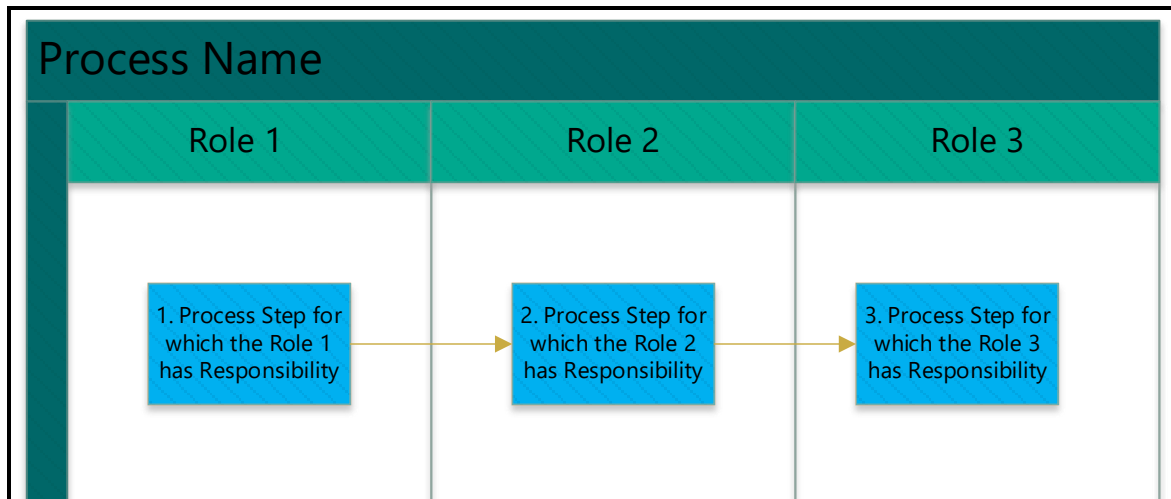 Process Name
Role 1
Role 2
Role 3
1. Process Step for
which the Role 1
has Responsibility
2. Process Step for
which the Role 2
has Responsibility
3. Process Step for
which the Role 3
has Responsibility